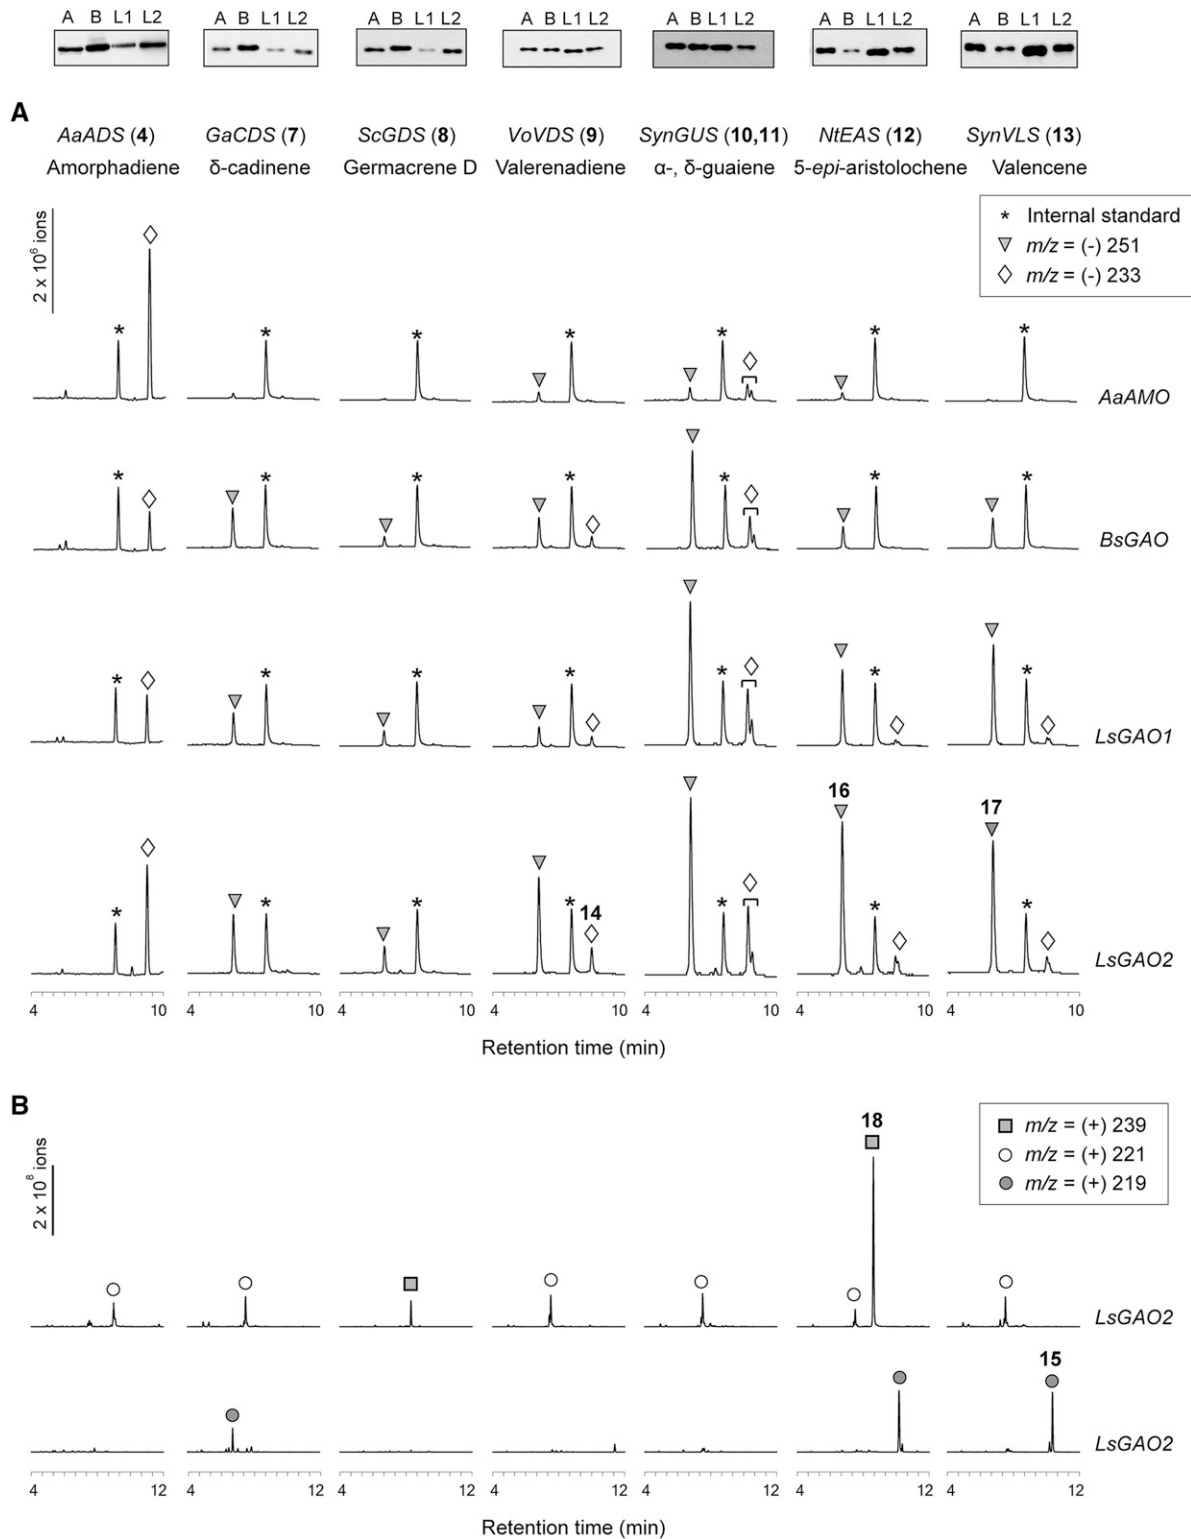 A B L1 L2 A B L1 L2 A B L1 L2 A B L1 L2 A B L1 L2 A B L1 L2 A B L1 L2
A
AaADS (4) GaCDS (7) ScGDS (8) VoVDS (9) SynGUS (10,11) NtEAS (12) SynVLS (13)
Amorphadiene δ-cadinene Germacrene D Valerenadiene α-, δ-guaiene 5-epi-aristolochene Valencene
* Internal standard
m/z = (-) 251
m/z = (-) 233
2 x 10⁶ ions
* * * * * * *
AaAMO
* * * * * * *
BsGAO
* * * * * * *
LsGAO1
16 17
14
* * * * * * *
LsGAO2
4 10 4 10 4 10 4 10 4 10 4 10 4 10
Retention time (min)
B
m/z = (+) 239
m/z = (+) 221
m/z = (+) 219
2 x 10⁸ ions
18
LsGAO2
15
LsGAO2
4 12 4 12 4 12 4 12 4 12 4 12 4 12
Retention time (min)